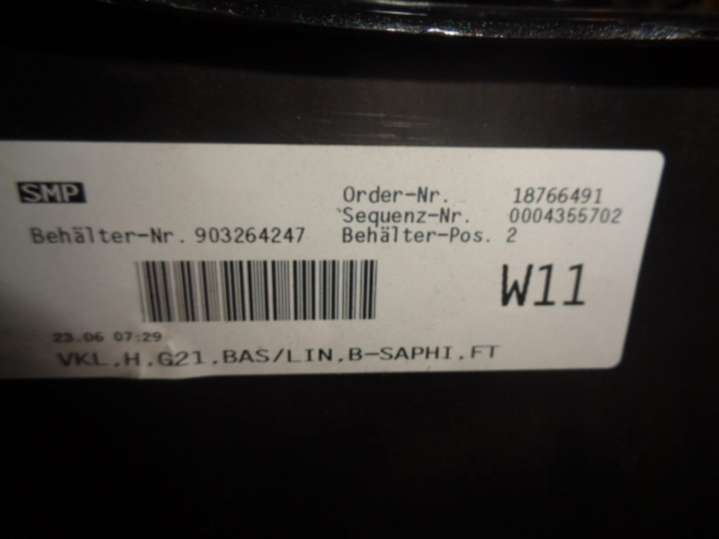 SMP
Order-Nr. 18766491
Sequenz-Nr. 0004355702
Behälter-Nr. 903264247 Behälter-Pos. 2
W11
23.06 07:29
VKL,H,G21,BAS/LIN,B-SAPHI,FT